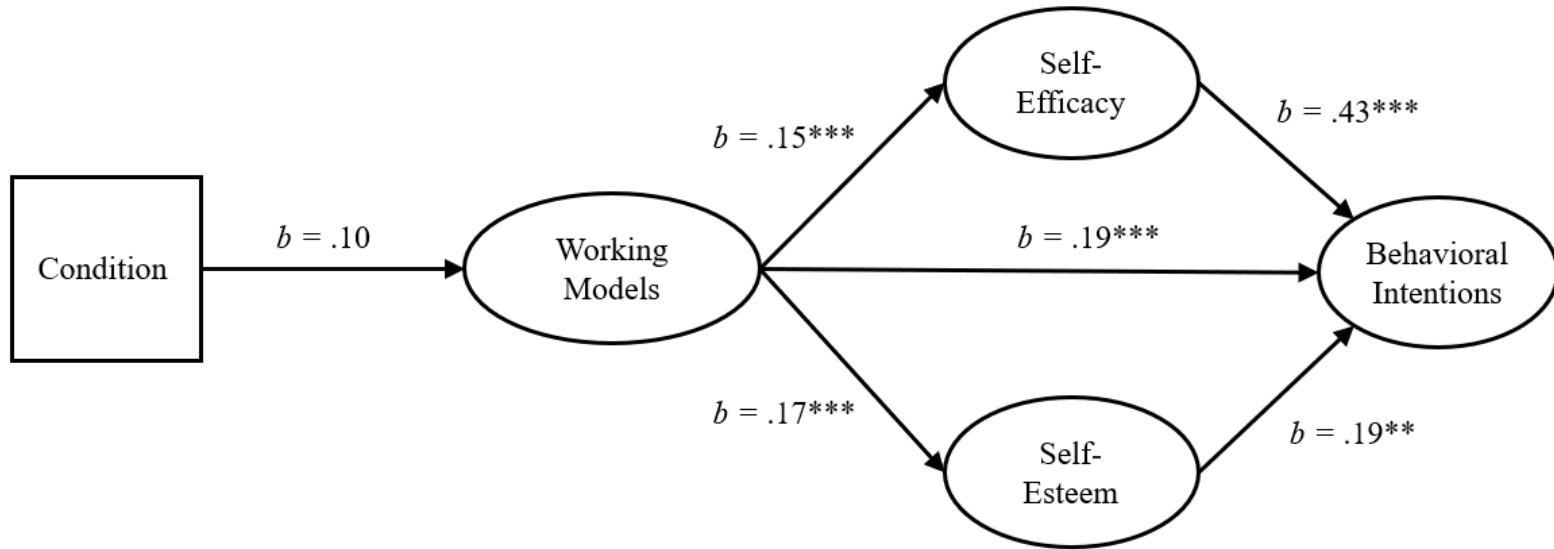 Self-
Efficacy
b = .15***
b = .43***
Condition
b = .10
Working
Models
b = .19***
Behavioral
Intentions
b = .17***
b = .19**
Self-
Esteem